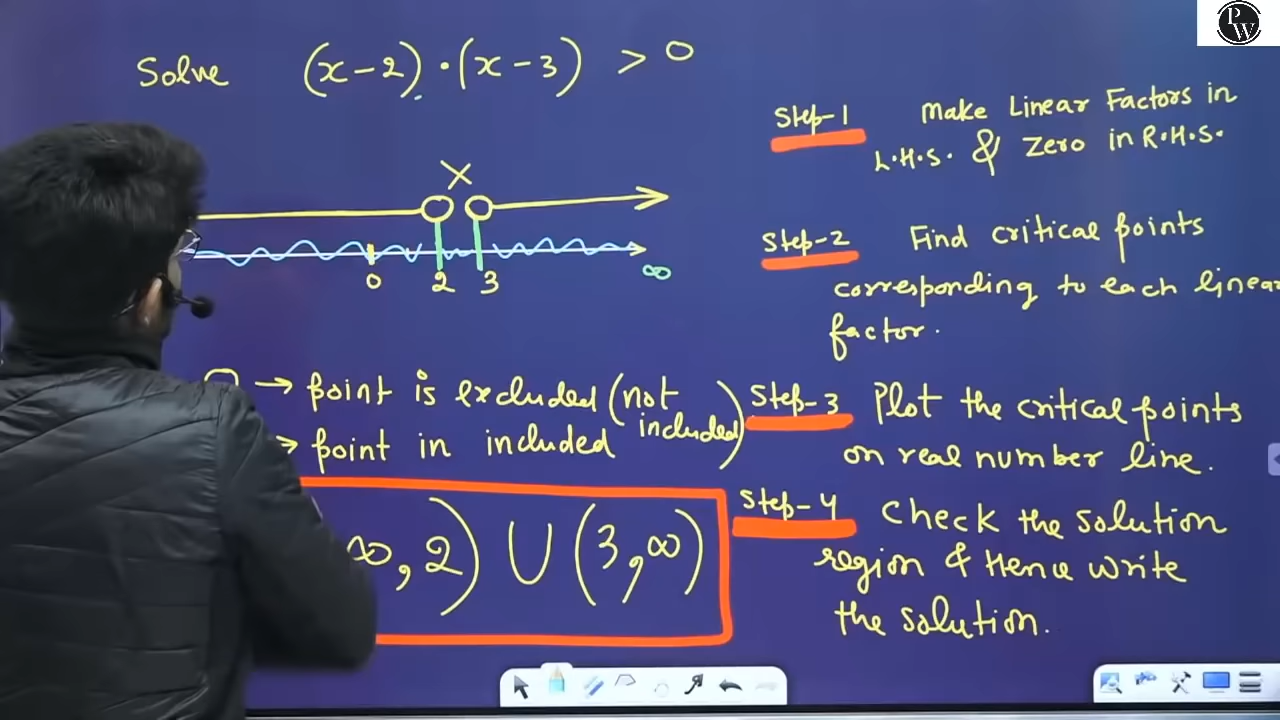 PW
Solve (x-2)·(x-3) > 0
x
0 2 3 ∞
→ point is excluded (not included)
→ point in included
∞, 2) ∪ (3, ∞)
Step-1 Make Linear Factors in
L.H.S. & Zero in R.H.S.
Step-2 Find critical points
corresponding to each linear
factor.
Step-3 Plot the critical points
on real number line.
Step-4 Check the solution
region & Hence write
the solution.